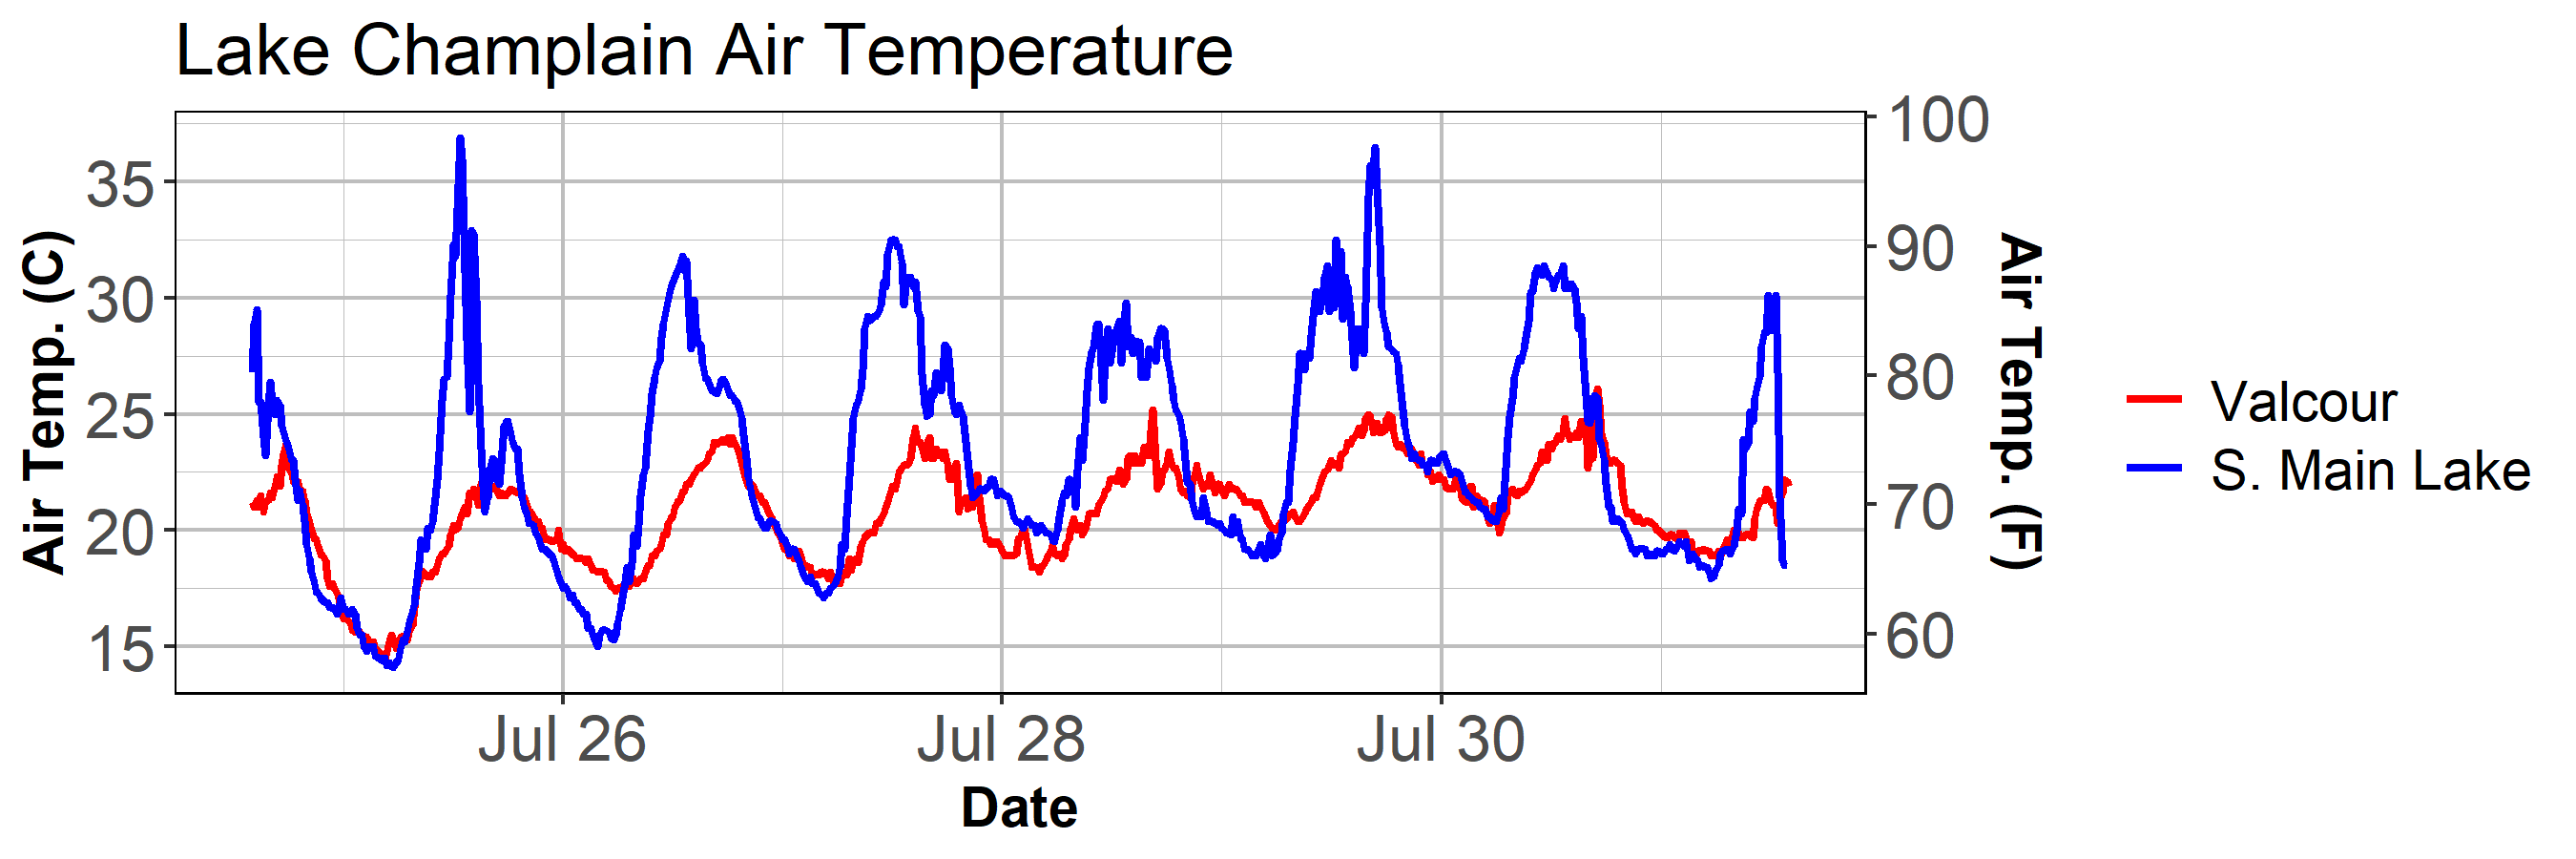 Lake Champlain Air Temperature
Air Temp. (C)
35
30
25
20
15
100
90
80
70
60
Air Temp. (F)
Jul 26
Jul 28
Jul 30
Date
Valcour
S. Main Lake